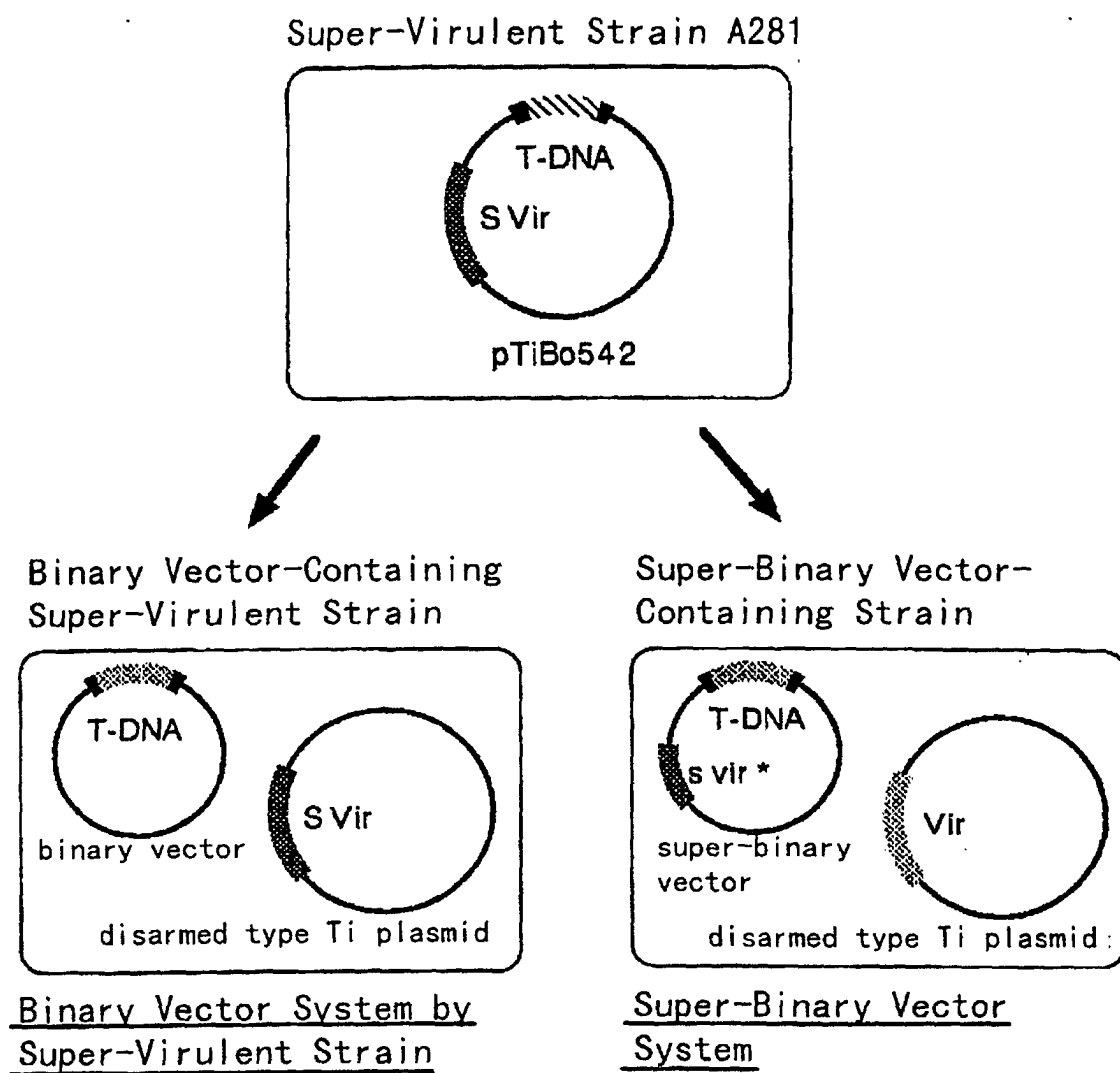 Super-Virulent Strain A281
T-DNA
S Vir
pTiBo542
Binary Vector-Containing
Super-Virulent Strain
T-DNA
binary vector
S Vir
disarmed type Ti plasmid
Binary Vector System by
Super-Virulent Strain
Super-Binary Vector-
Containing Strain
T-DNA
s vir *
super-binary
vector
Vir
disarmed type Ti plasmid
Super-Binary Vector
System